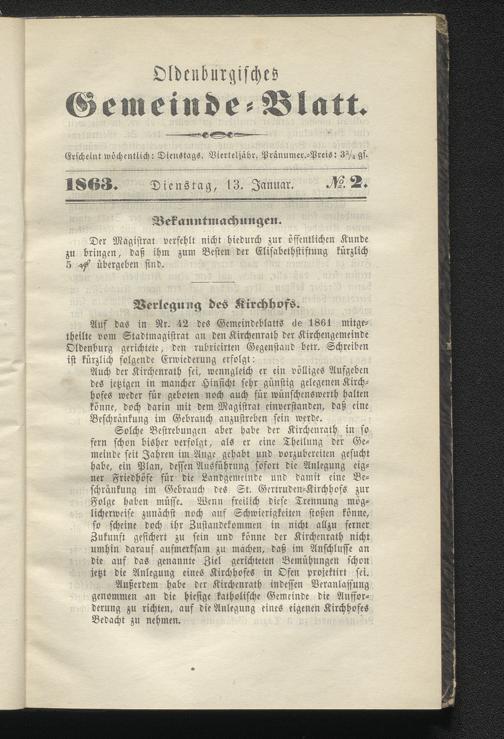 Oldenburgisches
Gemeinde-Blatt.
Erscheint wöchentlich: Dienstags. Vierteljähr. Pränumer.-Preis: 3¾ gs.
1863. Dienstag, 13. Januar. № 2.
Bekanntmachungen.
Der Magistrat verfehlt nicht hiedurch zur öffentlichen Kunde
zu bringen, daß ihm zum Besten der Elisabethstiftung kürzlich
5 ₰ übergeben sind.
Verlegung des Kirchhofs.
Auf das in Nr. 42 des Gemeindeblatts de 1861 mitge-
theilte vom Stadtmagistrat an den Kirchenrath der Kirchengemeinde
Oldenburg gerichtete, den rubricirten Gegenstand betr. Schreiben
ist kürzlich folgende Erwiederung erfolgt:
Auch der Kirchenrath sei, wenngleich er ein völliges Aufgeben
des jetzigen in mancher Hinsicht sehr günstig gelegenen Kirch-
hofes weder für geboten noch auch für wünschenswerth halten
könne, doch darin mit dem Magistrat einverstanden, daß eine
Beschränkung im Gebrauch anzustreben sein werde.
Solche Bestrebungen aber habe der Kirchenrath in so
fern schon bisher verfolgt, als er eine Theilung der Ge-
meinde seit Jahren im Auge gehabt und vorzubereiten gesucht
habe, ein Plan, dessen Ausführung sofort die Anlegung eig-
ner Friedhöfe für die Landgemeinde und damit eine Be-
schränkung im Gebrauch des St. Gertruden-Kirchhofs zur
Folge haben müsse. Wenn freilich diese Trennung mög-
licherweise zunächst noch auf Schwierigkeiten stoßen könne,
so scheine doch ihr Zustandekommen in nicht allzu ferner
Zukunft gesichert zu sein und könne der Kirchenrath nicht
umhin darauf aufmerksam zu machen, daß im Anschlusse an
die auf das genannte Ziel gerichteten Bemühungen schon
jetzt die Anlegung eines Kirchhofes in Ofen projektirt sei.
Außerdem habe der Kirchenrath indessen Veranlassung
genommen an die hiesige katholische Gemeinde die Auffor-
derung zu richten, auf die Anlegung eines eigenen Kirchhofes
Bedacht zu nehmen.